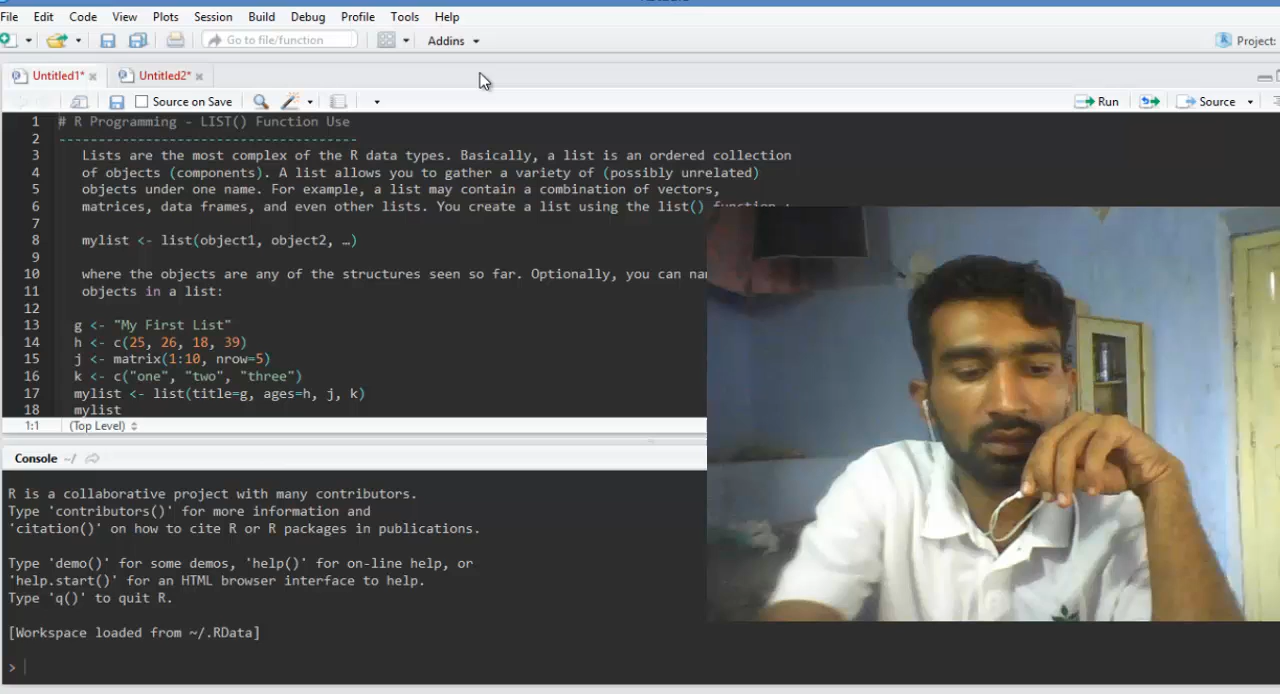 File Edit Code View Plots Session Build Debug Profile Tools Help
Go to file/function Addins Project:
Untitled1* Untitled2*
Source on Save Run Source
1 # R Programming - LIST() Function Use
2 --------------------------------------
3 Lists are the most complex of the R data types. Basically, a list is an ordered collection
4 of objects (components). A list allows you to gather a variety of (possibly unrelated)
5 objects under one name. For example, a list may contain a combination of vectors,
6 matrices, data frames, and even other lists. You create a list using the list() function :
7
8 mylist <- list(object1, object2, …)
9
10 where the objects are any of the structures seen so far. Optionally, you can
11 objects in a list:
12
13 g <- "My First List"
14 h <- c(25, 26, 18, 39)
15 j <- matrix(1:10, nrow=5)
16 k <- c("one", "two", "three")
17 mylist <- list(title=g, ages=h, j, k)
18 mylist
1:1 (Top Level)
Console ~/
R is a collaborative project with many contributors.
Type 'contributors()' for more information and
'citation()' on how to cite R or R packages in publications.
Type 'demo()' for some demos, 'help()' for on-line help, or
'help.start()' for an HTML browser interface to help.
Type 'q()' to quit R.
[Workspace loaded from ~/.RData]
>